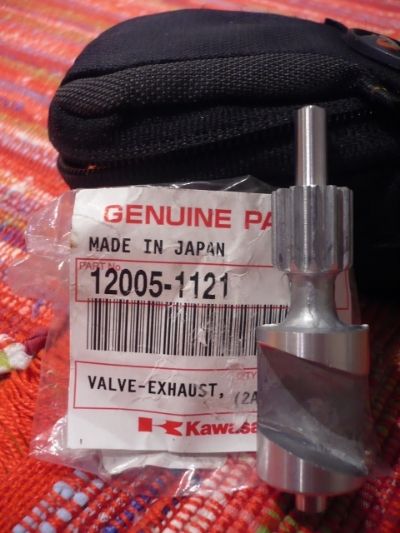 GENUINE PA
MADE IN JAPAN
PART No.
12005-1121
VALVE-EXHAUST, (2A
Kawasa